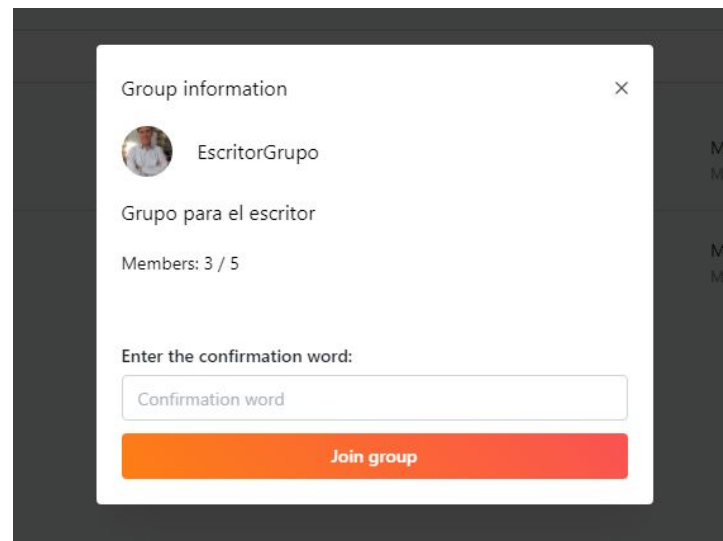 Group information
EscritorGrupo
Grupo para el escritor
Members: 3 / 5
Enter the confirmation word:
Confirmation word
Join group